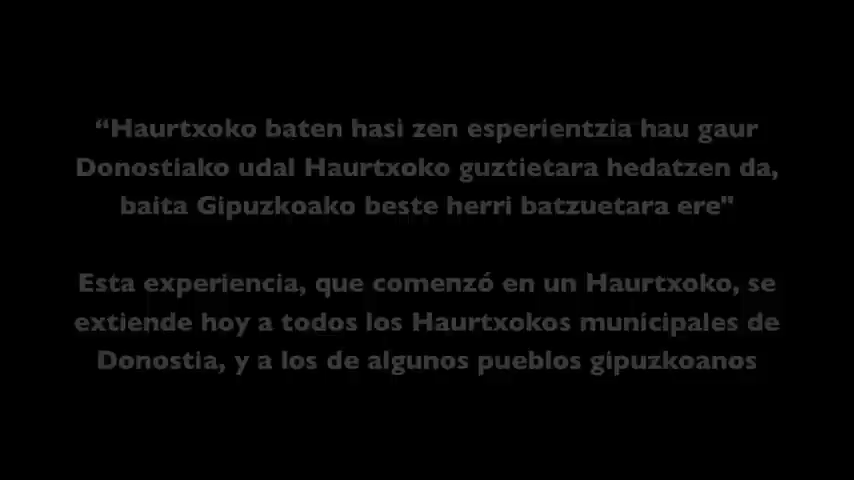 “Haurtxoko baten hasi zen esperientzia hau gaur
Donostiako udal Haurtxoko guztietara hedatzen da,
baita Gipuzkoako beste herri batzuetara ere"
Esta experiencia, que comenzó en un Haurtxoko, se
extiende hoy a todos los Haurtxokos municipales de
Donostia, y a los de algunos pueblos gipuzkoanos